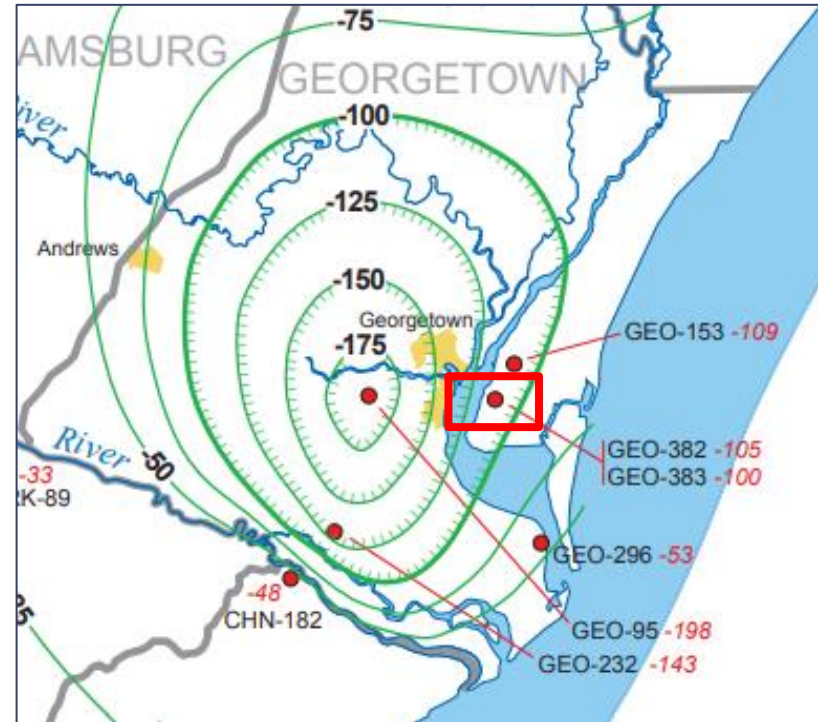 -75
AMSBURG
GEORGETOWN
River
-100
-125
Andrews
-150
Georgetown
-175
GEO-153 -109
River
-50
GEO-382 -105
GEO-383 -100
-33
RK-89
GEO-296 -53
-48
CHN-182
GEO-95 -198
GEO-232 -143